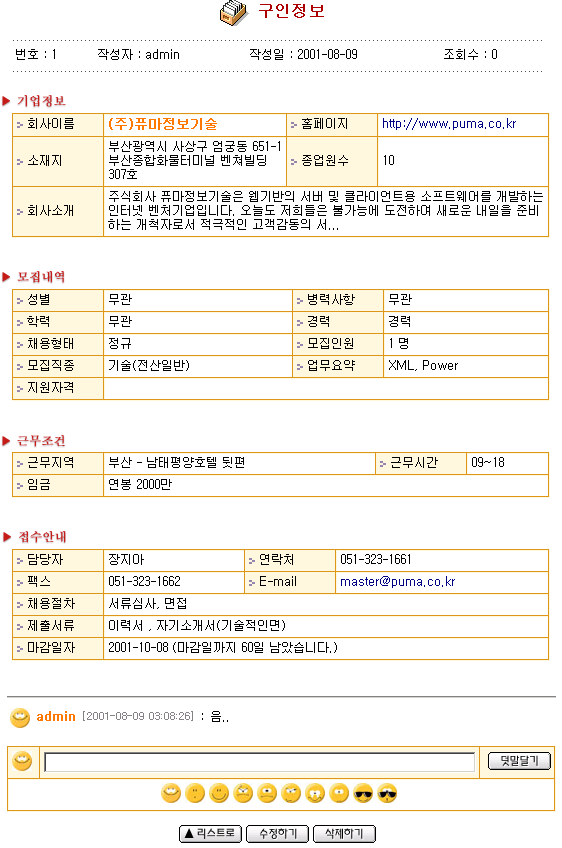 구인정보
번호 : 1 작성자 : admin 작성일 : 2001-08-09 조회수 : 0
기업정보
회사이름 (주)퓨마정보기술 홈페이지 http://www.puma.co.kr
소재지 부산광역시 사상구 엄궁동 651-1
부산종합화물터미널 벤쳐빌딩
307호
종업원수 10
회사소개 주식회사 퓨마정보기술은 웹기반의 서버 및 클라이언트용 소프트웨어를 개발하는
인터넷 벤처기업입니다. 오늘도 저희들은 불가능에 도전하여 새로운 내일을 준비
하는 개척자로서 적극적인 고객감동의 서...
모집내역
성별 무관 병력사항 무관
학력 무관 경력 경력
채용형태 정규 모집인원 1 명
모집직종 기술(전산일반) 업무요약 XML, Power
지원자격
근무조건
근무지역 부산 - 남태평양호텔 뒷편 근무시간 09~18
임금 연봉 2000만
접수안내
담당자 장지아 연락처 051-323-1661
팩스 051-323-1662 E-mail master@puma.co.kr
채용절차 서류심사, 면접
제출서류 이력서 , 자기소개서(기술적인면)
마감일자 2001-10-08 (마감일까지 60일 남았습니다.)
admin [2001-08-09 03:08:26] : 음..
덧말달기
▲ 리스트로 수정하기 삭제하기